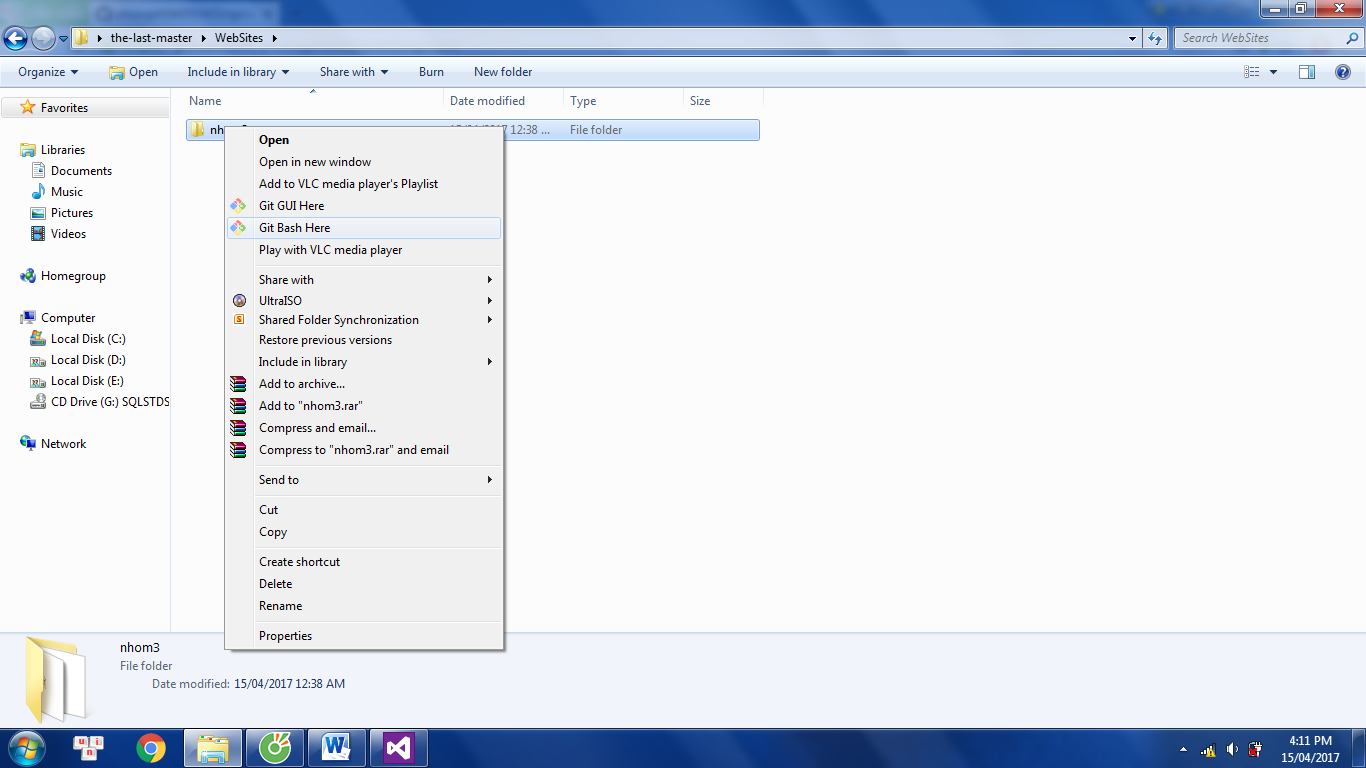 the-last-master WebSites
Search WebSites
Organize Open Include in library Share with Burn New folder
Name Date modified Type Size
Favorites
Libraries
Documents
Music
Pictures
Videos
Homegroup
Computer
Local Disk (C:)
Local Disk (D:)
Local Disk (E:)
CD Drive (G:) SQLSTDS
Network
12:38 ... File folder
Open
Open in new window
Add to VLC media player's Playlist
Git GUI Here
Git Bash Here
Play with VLC media player
Share with
UltraISO
Shared Folder Synchronization
Restore previous versions
Include in library
Add to archive...
Add to "nhom3.rar"
Compress and email...
Compress to "nhom3.rar" and email
Send to
Cut
Copy
Create shortcut
Delete
Rename
Properties
nhom3
File folder
Date modified: 15/04/2017 12:38 AM
4:11 PM
15/04/2017